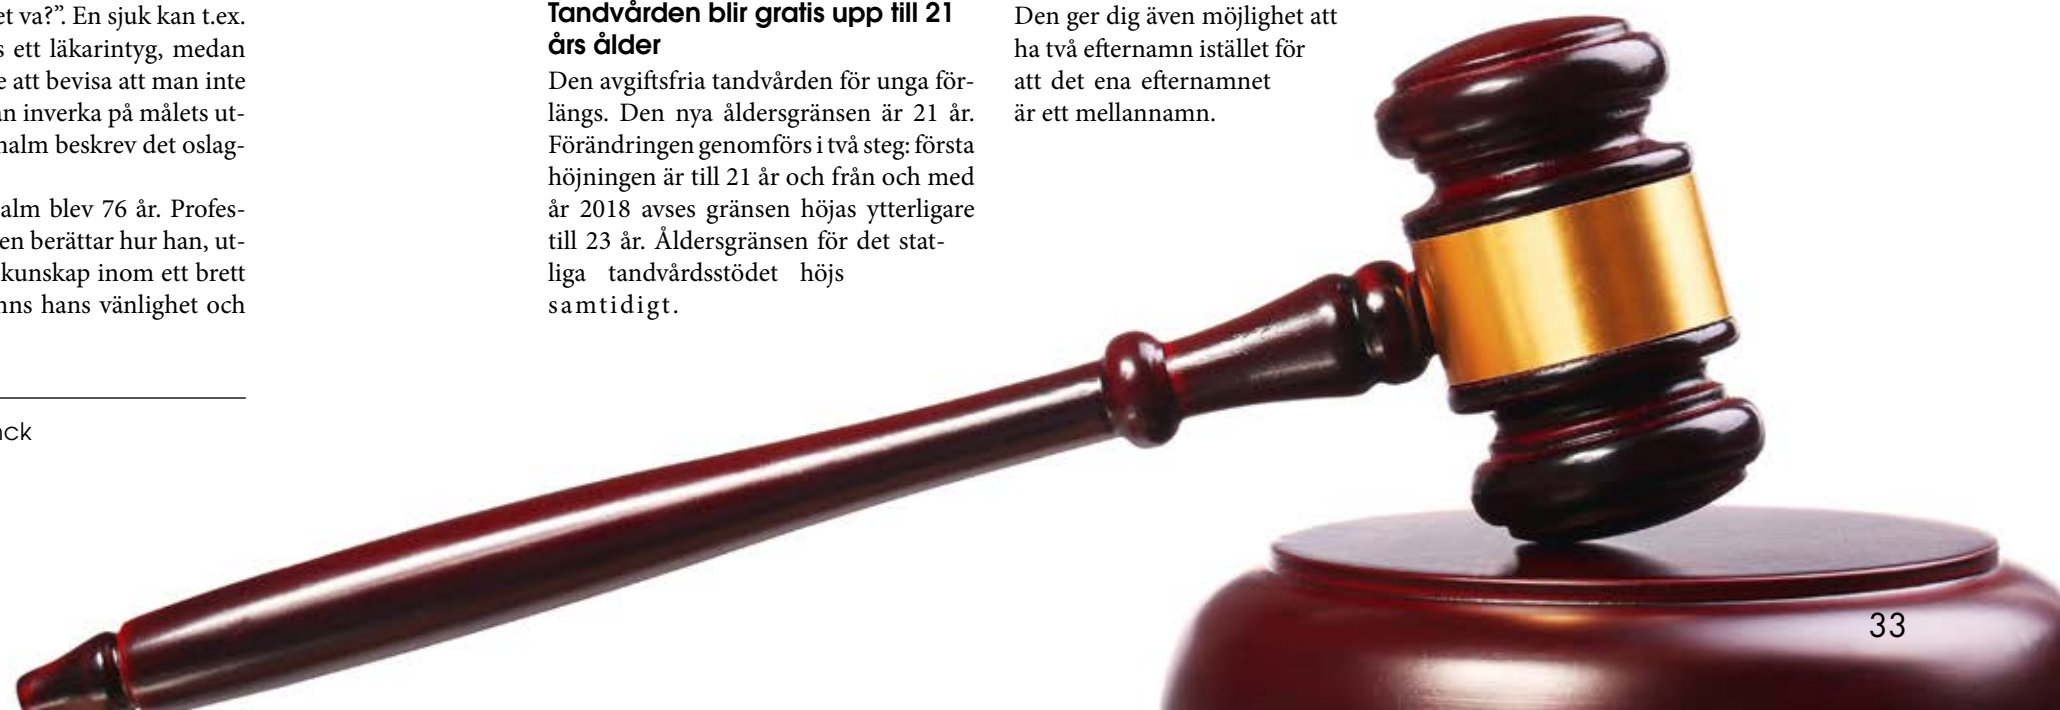 et va?”. En sjuk kan t.ex.
s ett läkarintyg, medan
e att bevisa att man inte
an inverka på målets ut-
nalm beskrev det oslag-
alm blev 76 år. Profes-
en berättar hur han, ut-
kunskap inom ett brett
nns hans vänlighet och
ck
Tandvården blir gratis upp till 21
års ålder
Den avgiftsfria tandvården för unga för-
längs. Den nya åldersgränsen är 21 år.
Förändringen genomförs i två steg: första
höjningen är till 21 år och från och med
år 2018 avses gränsen höjas ytterligare
till 23 år. Åldersgränsen för det stat-
liga tandvårdsstödet höjs
samtidigt.
Den ger dig även möjlighet att
ha två efternamn istället för
att det ena efternamnet
är ett mellannamn.
33